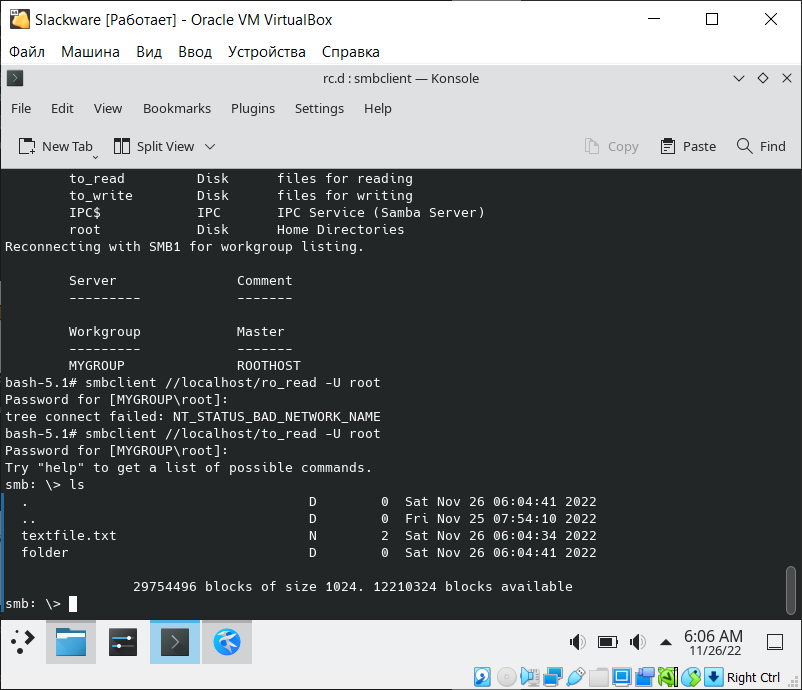 Slackware [Работает] - Oracle VM VirtualBox
Файл Машина Вид Ввод Устройства Справка
rc.d : smbclient — Konsole
File Edit View Bookmarks Plugins Settings Help
New Tab Split View Copy Paste Find
to_read Disk files for reading
to_write Disk files for writing
IPC$ IPC IPC Service (Samba Server)
root Disk Home Directories
Reconnecting with SMB1 for workgroup listing.
Server Comment
--------- -------
Workgroup Master
--------- -------
MYGROUP ROOTHOST
bash-5.1# smbclient //localhost/ro_read -U root
Password for [MYGROUP\root]:
tree connect failed: NT_STATUS_BAD_NETWORK_NAME
bash-5.1# smbclient //localhost/to_read -U root
Password for [MYGROUP\root]:
Try "help" to get a list of possible commands.
smb: \> ls
. D 0 Sat Nov 26 06:04:41 2022
.. D 0 Fri Nov 25 07:54:10 2022
textfile.txt N 2 Sat Nov 26 06:04:34 2022
folder D 0 Sat Nov 26 06:04:41 2022
29754496 blocks of size 1024. 12210324 blocks available
smb: \>
6:06 AM
11/26/22
Right Ctrl